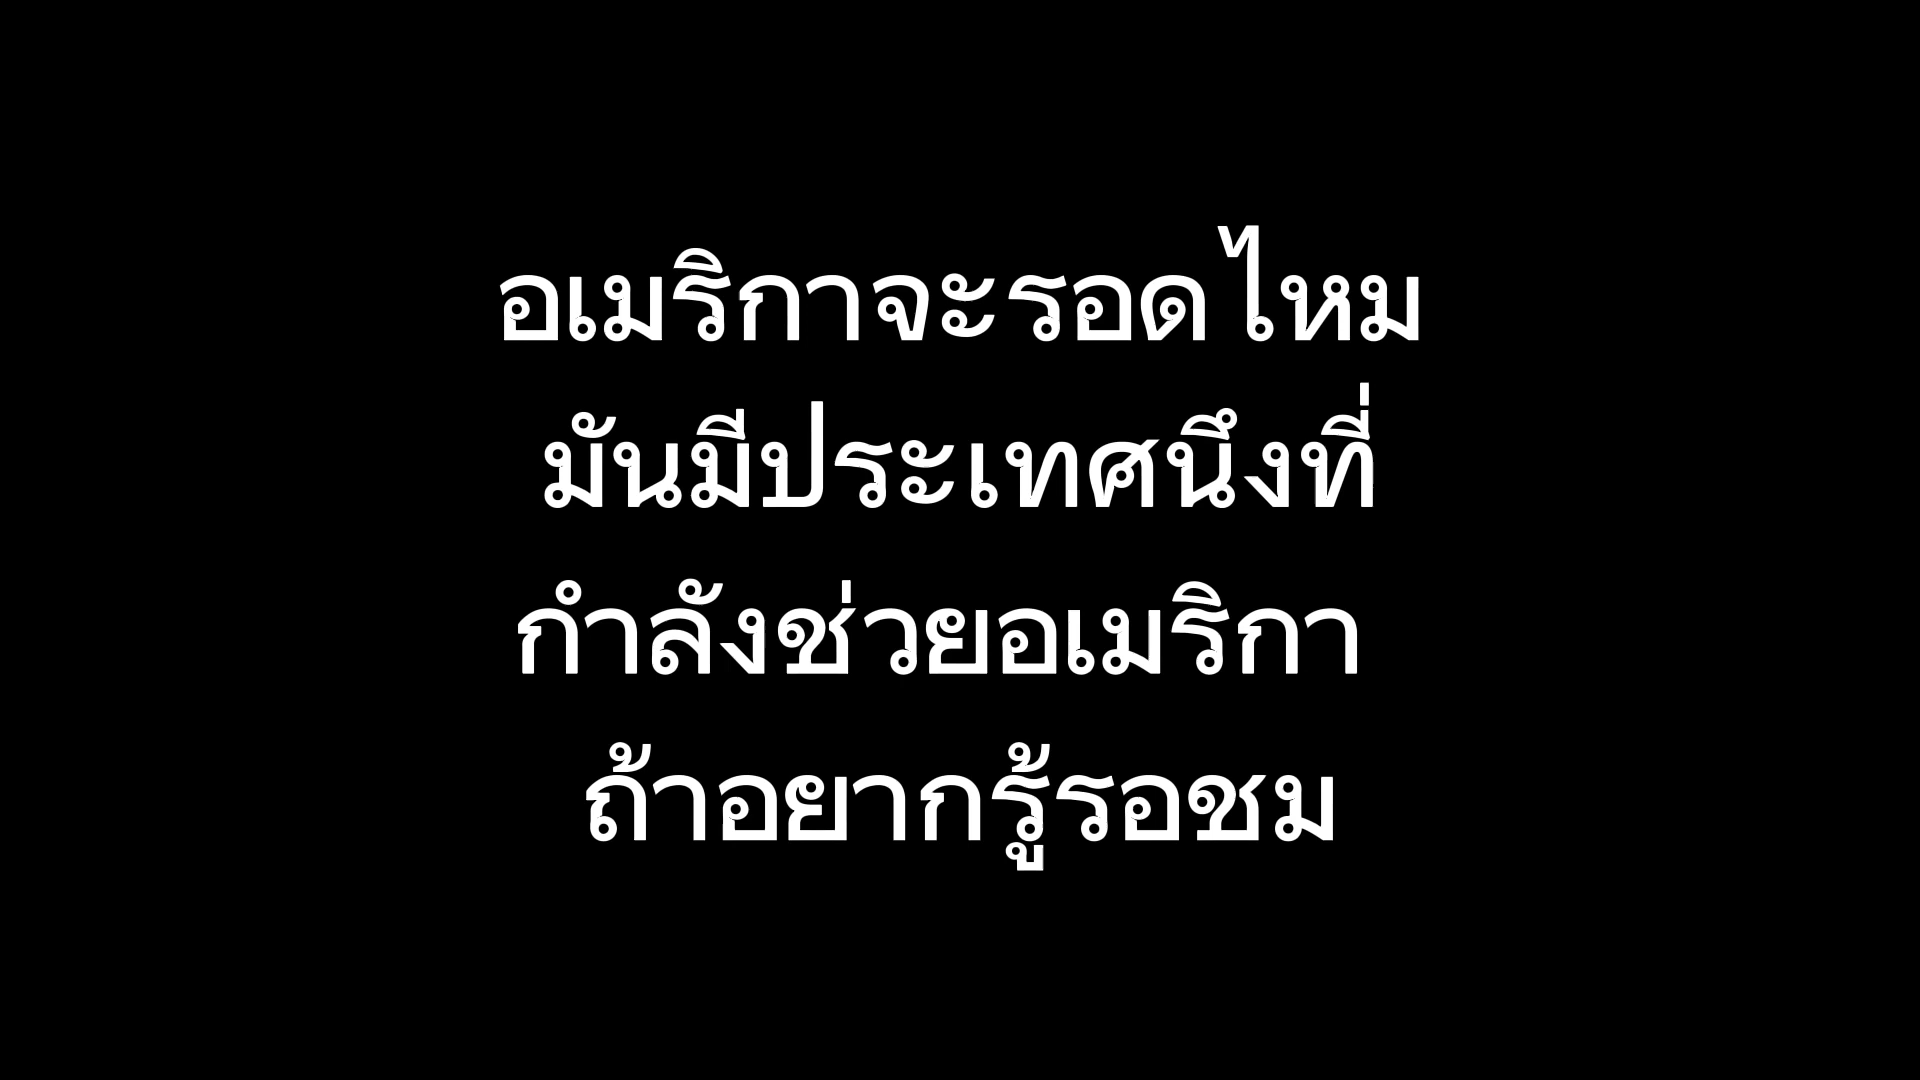 อเมริกาจะรอดไหม
มันมีประเทศนึงที่
กำลังช่วยอเมริกา
ถ้าอยากรู้รอชม